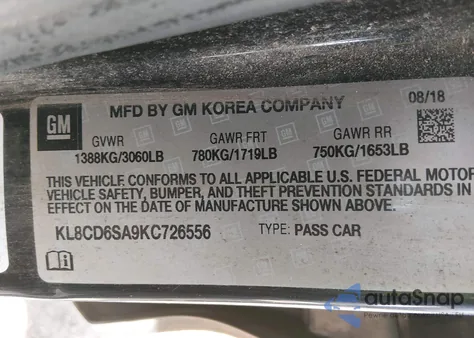 GM
MFD BY GM KOREA COMPANY
08/18
GVWR GAWR FRT GAWR RR
1388KG/3060LB 780KG/1719LB 750KG/1653LB
THIS VEHICLE CONFORMS TO ALL APPLICABLE U.S. FEDERAL MOTOR
VEHICLE SAFETY, BUMPER, AND THEFT PREVENTION STANDARDS IN
EFFECT ON THE DATE OF MANUFACTURE SHOWN ABOVE.
KL8CD6SA9KC726556 TYPE: PASS CAR
autoSnap